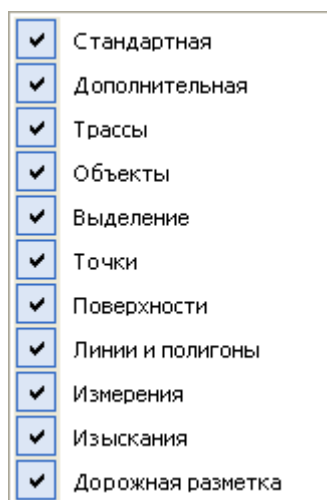 Стандартная
Дополнительная
Трассы
Объекты
Выделение
Точки
Поверхности
Линии и полигоны
Измерения
Изыскания
Дорожная разметка